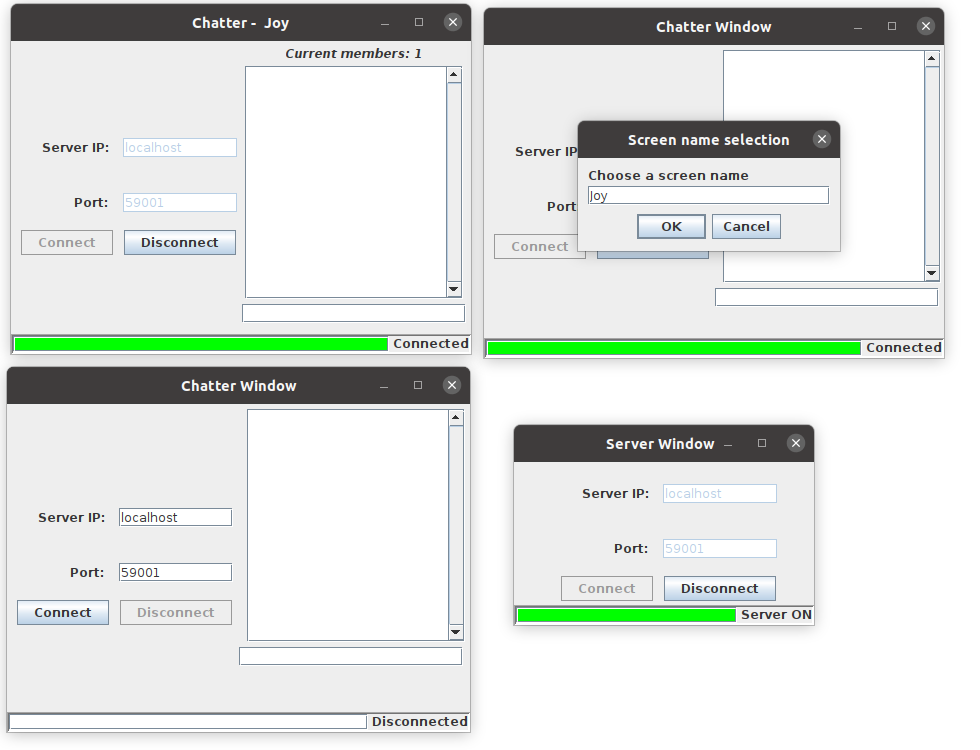 Chatter - Joy
Current members: 1
Server IP: localhost
Port: 59001
Connect Disconnect
Connected
Chatter Window
Server IP
Port
Connect
Connected
Screen name selection
Choose a screen name
Joy
OK Cancel
Chatter Window
Server IP: localhost
Port: 59001
Connect Disconnect
Disconnected
Server Window
Server IP: localhost
Port: 59001
Connect Disconnect
Server ON